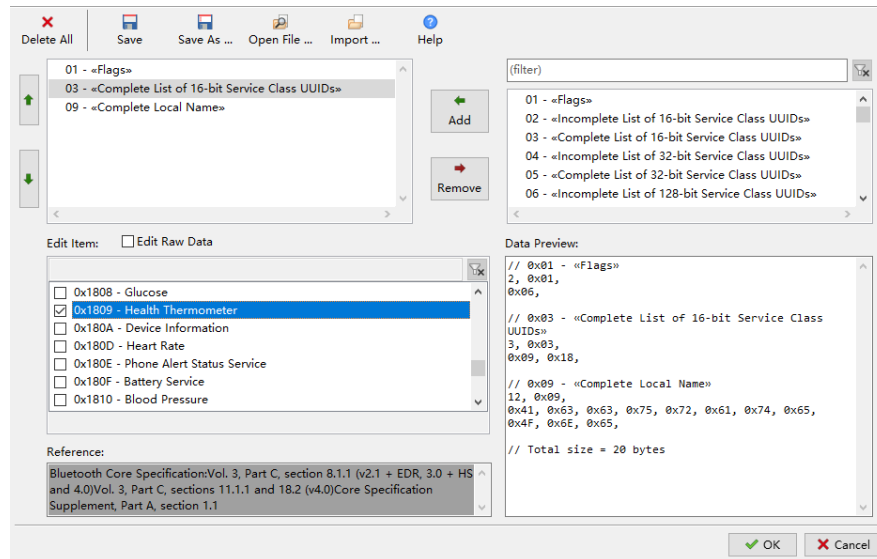 Delete All
Save
Save As ...
Open File ...
Import ...
Help
01 - «Flags»
03 - «Complete List of 16-bit Service Class UUIDs»
09 - «Complete Local Name»
Add
Remove
(filter)
01 - «Flags»
02 - «Incomplete List of 16-bit Service Class UUIDs»
03 - «Complete List of 16-bit Service Class UUIDs»
04 - «Incomplete List of 32-bit Service Class UUIDs»
05 - «Complete List of 32-bit Service Class UUIDs»
06 - «Incomplete List of 128-bit Service Class UUIDs»
Edit Item:
Edit Raw Data
0x1808 - Glucose
0x1809 - Health Thermometer
0x180A - Device Information
0x180D - Heart Rate
0x180E - Phone Alert Status Service
0x180F - Battery Service
0x1810 - Blood Pressure
Reference:
Bluetooth Core Specification:Vol. 3, Part C, section 8.1.1 (v2.1 + EDR, 3.0 + HS
and 4.0)Vol. 3, Part C, sections 11.1.1 and 18.2 (v4.0)Core Specification
Supplement, Part A, section 1.1
Data Preview:
// 0x01 - «Flags»
2, 0x01,
0x06,
// 0x03 - «Complete List of 16-bit Service Class
UUIDs»
3, 0x03,
0x09, 0x18,
// 0x09 - «Complete Local Name»
12, 0x09,
0x41, 0x63, 0x63, 0x75, 0x72, 0x61, 0x74, 0x65,
0x4F, 0x6E, 0x65,
// Total size = 20 bytes
OK
Cancel